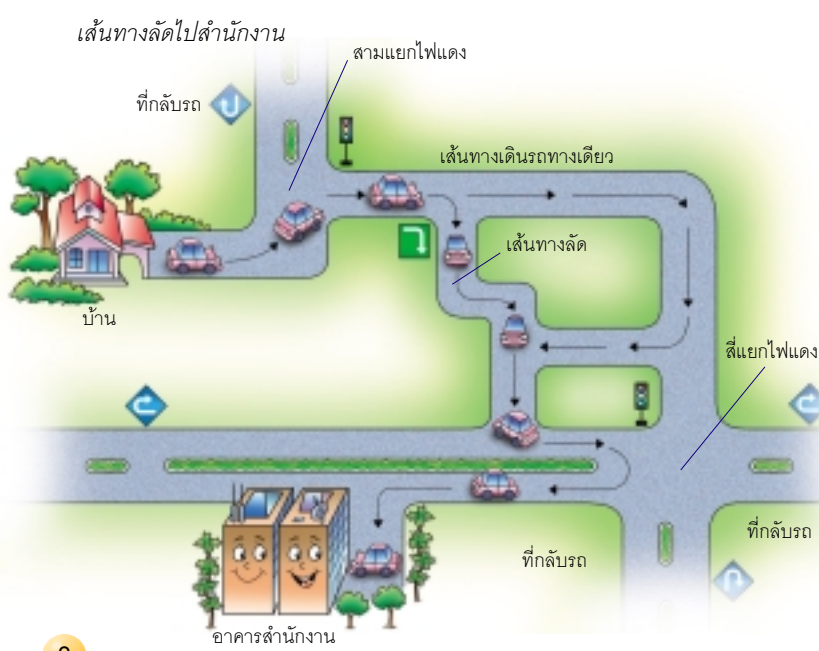 เส้นทางลัดไปสำนักงาน
สามแยกไฟแดง
ที่กลับรถ
เส้นทางเดินรถทางเดียว
เส้นทางลัด
บ้าน
สี่แยกไฟแดง
ที่กลับรถ
ที่กลับรถ
อาคารสำนักงาน